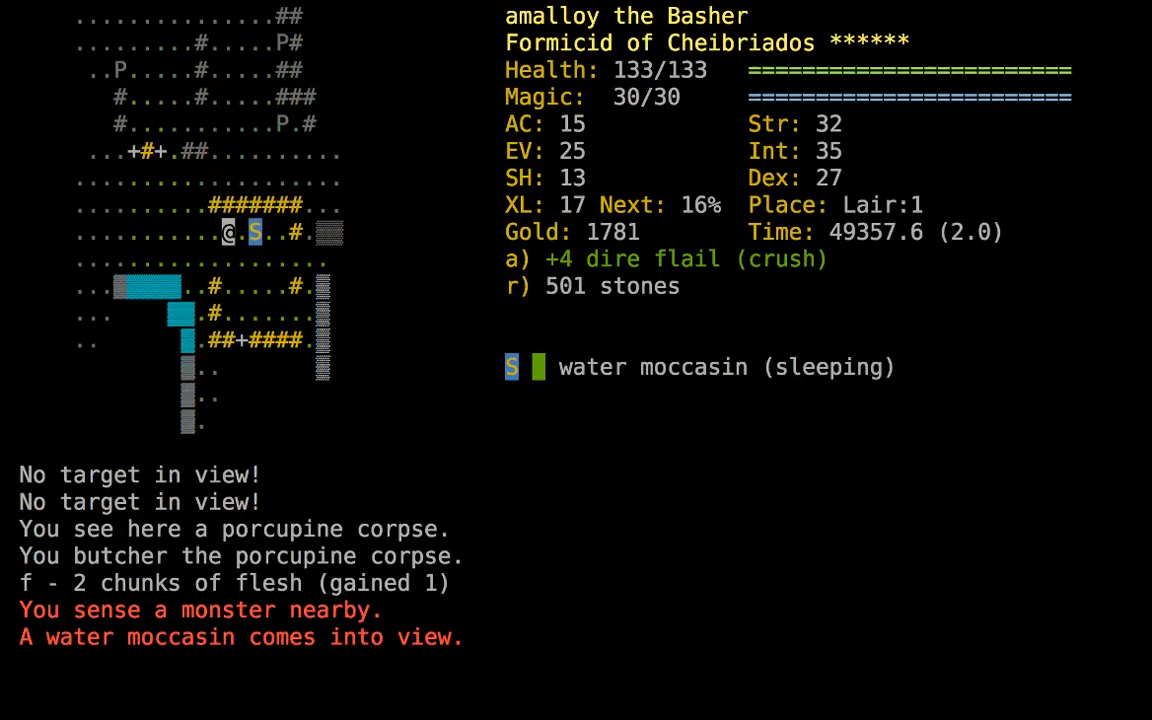 ...............## amalloy the Basher
.........#.....P# Formicid of Cheibriados ******
..P.....#.....## Health: 133/133 ========================
#.....#.....### Magic: 30/30 ========================
#...........P.# AC: 15 Str: 32
...+#+.##.......... EV: 25 Int: 35
.................... SH: 13 Dex: 27
..........#######... XL: 17 Next: 16% Place: Lair:1
...........@.S..#. Gold: 1781 Time: 49357.6 (2.0)
................... a) +4 dire flail (crush)
... ..#.....#. r) 501 stones
... .#.......
.. .##+####.
.. S water moccasin (sleeping)
..
.
No target in view!
No target in view!
You see here a porcupine corpse.
You butcher the porcupine corpse.
f - 2 chunks of flesh (gained 1)
You sense a monster nearby.
A water moccasin comes into view.